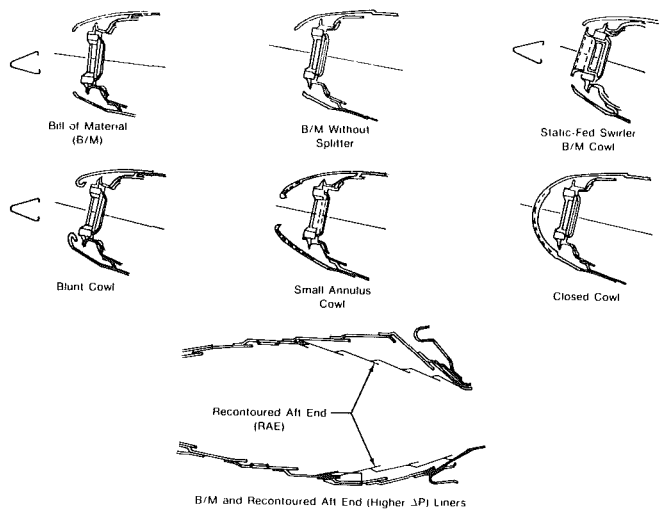 Bill of Material
(B/M)
B/M Without
Splitter
Static-Fed Swirler
B/M Cowl
Blunt Cowl
Small Annulus
Cowl
Closed Cowl
Recontoured Aft End
(RAE)
B/M and Recontoured Aft End (Higher ΔP) Liners